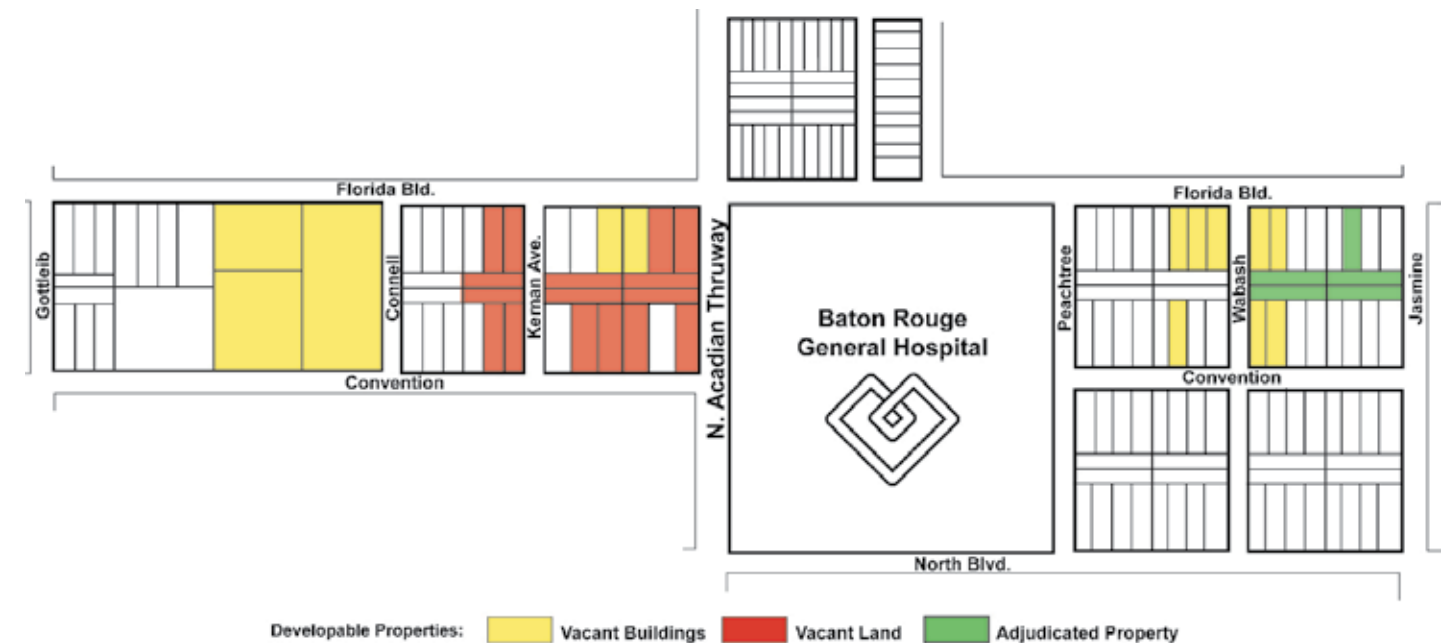 Florida Bld.
Florida Bld.
Gottleib
Connell
Kernan Ave.
N. Acadian Thruway
Baton Rouge
General Hospital
Peachtree
Wabash
Jasmine
Convention
Convention
North Blvd.
Developable Properties: Vacant Buildings Vacant Land Adjudicated Property